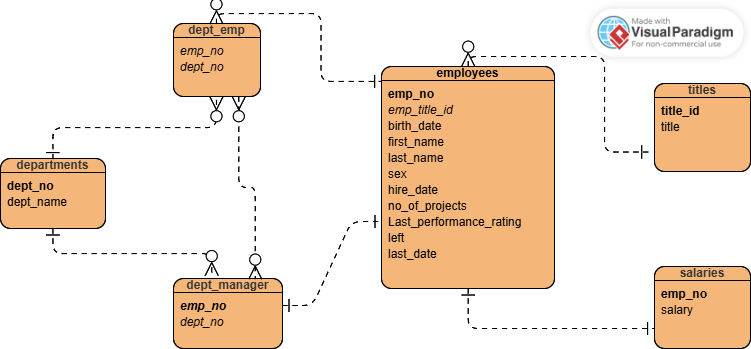 Made with
Visual Paradigm
For non-commercial use
dept_emp
emp_no
dept_no
employees
emp_no
emp_title_id
birth_date
first_name
last_name
sex
hire_date
no_of_projects
Last_performance_rating
left
last_date
titles
title_id
title
departments
dept_no
dept_name
dept_manager
emp_no
dept_no
salaries
emp_no
salary